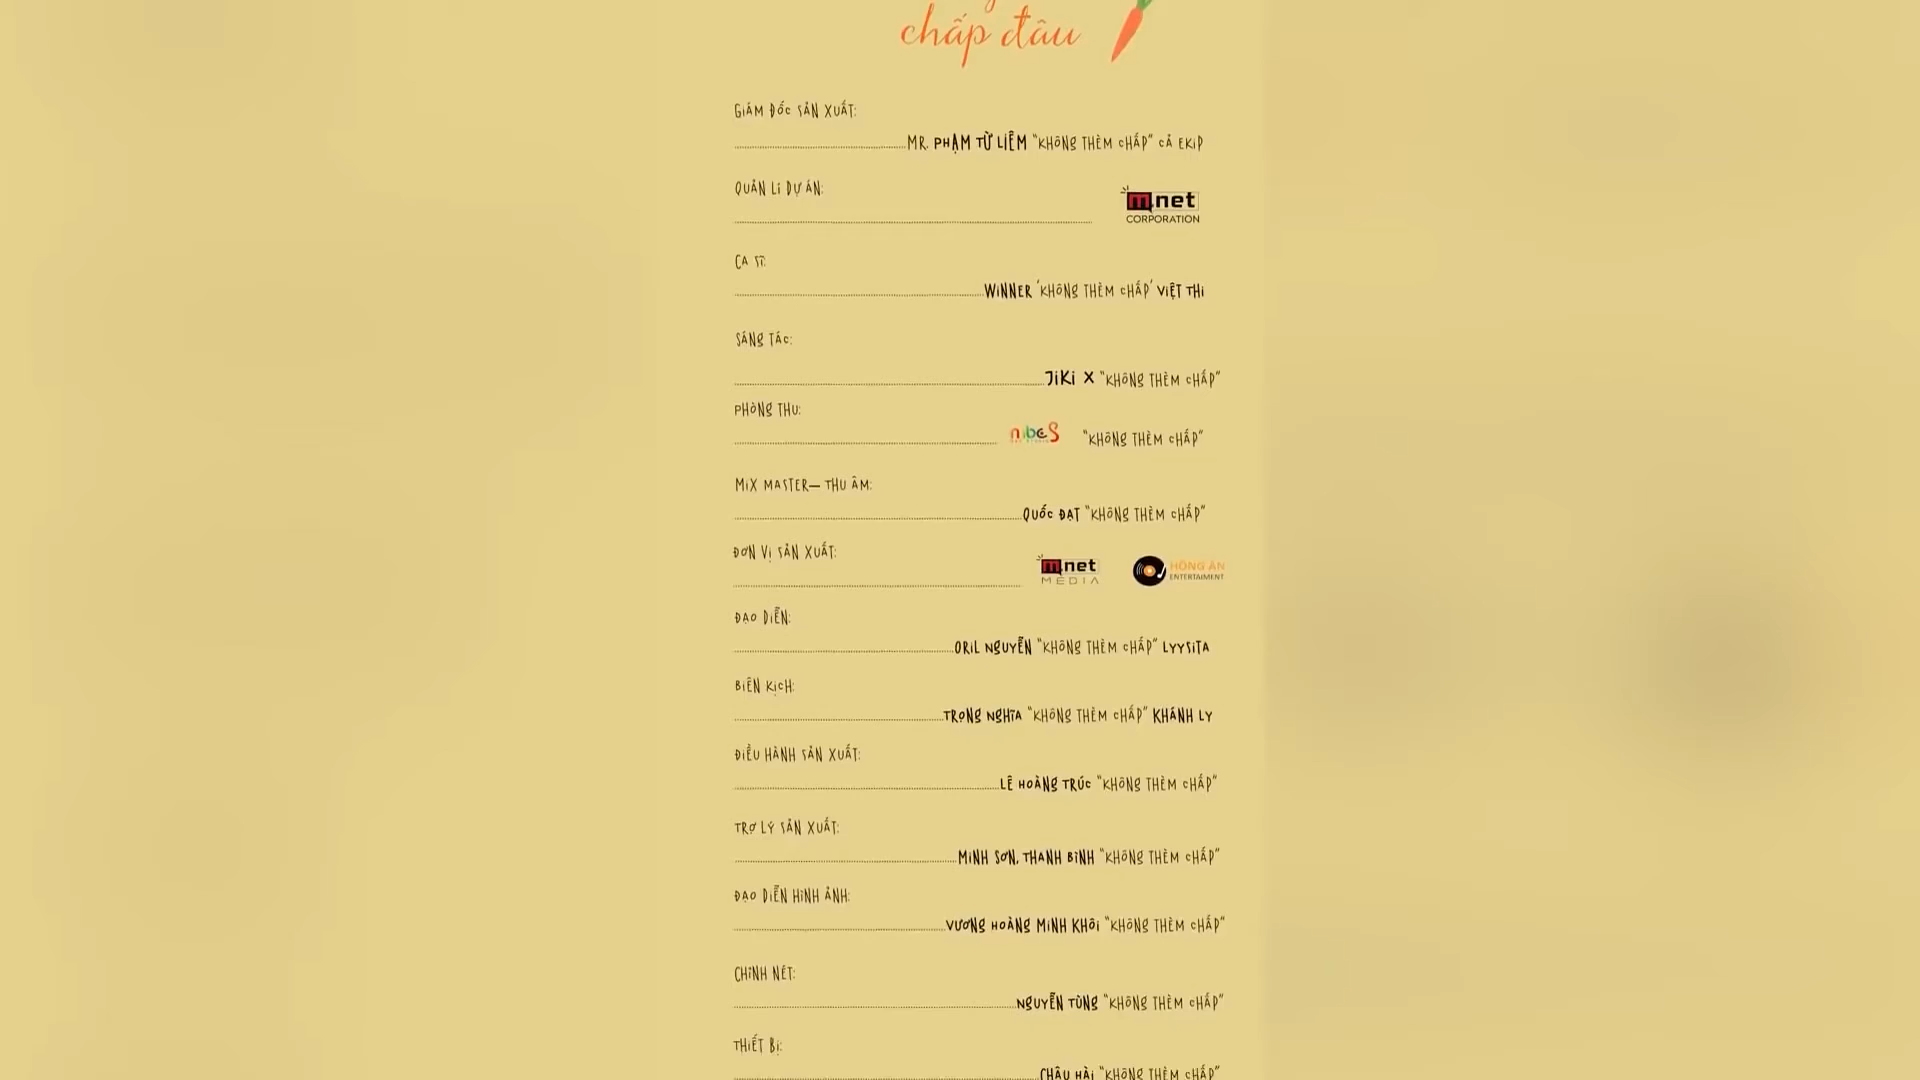 chấp đâu
GIÁM ĐỐC SẢN XUẤT:
MR. PHẠM TỪ LIÊM “KHÔNG THÈM CHẤP” CẢ EKIP
QUẢN LÍ DỰ ÁN:
m.net
CORPORATION
CA SĨ:
WINNER ‘KHÔNG THÈM CHẤP’ VIỆT THI
SÁNG TÁC:
JIKI X “KHÔNG THÈM CHẤP”
PHÒNG THU:
nibes “KHÔNG THÈM CHẤP”
MIX MASTER— THU ÂM:
QUỐC ĐẠT “KHÔNG THÈM CHẤP”
ĐƠN VỊ SẢN XUẤT:
m.net
MEDIA
HỒNG ÂN
ENTERTAIMENT
ĐẠO DIỄN:
ORIL NGUYỄN “KHÔNG THÈM CHẤP” LYYSITA
BIÊN KỊCH:
TRỌNG NGHĨA “KHÔNG THÈM CHẤP” KHÁNH LY
ĐIỀU HÀNH SẢN XUẤT:
LÊ HOÀNG TRÚC “KHÔNG THÈM CHẤP”
TRỢ LÝ SẢN XUẤT:
MINH SƠN, THANH BÌNH “KHÔNG THÈM CHẤP”
ĐẠO DIỄN HÌNH ẢNH:
VƯƠNG HOÀNG MINH KHÔI “KHÔNG THÈM CHẤP”
CHỈNH NÉT:
NGUYỄN TÙNG “KHÔNG THÈM CHẤP”
THIẾT BỊ:
CHÂU HẢI “KHÔNG THÈM CHẤP”